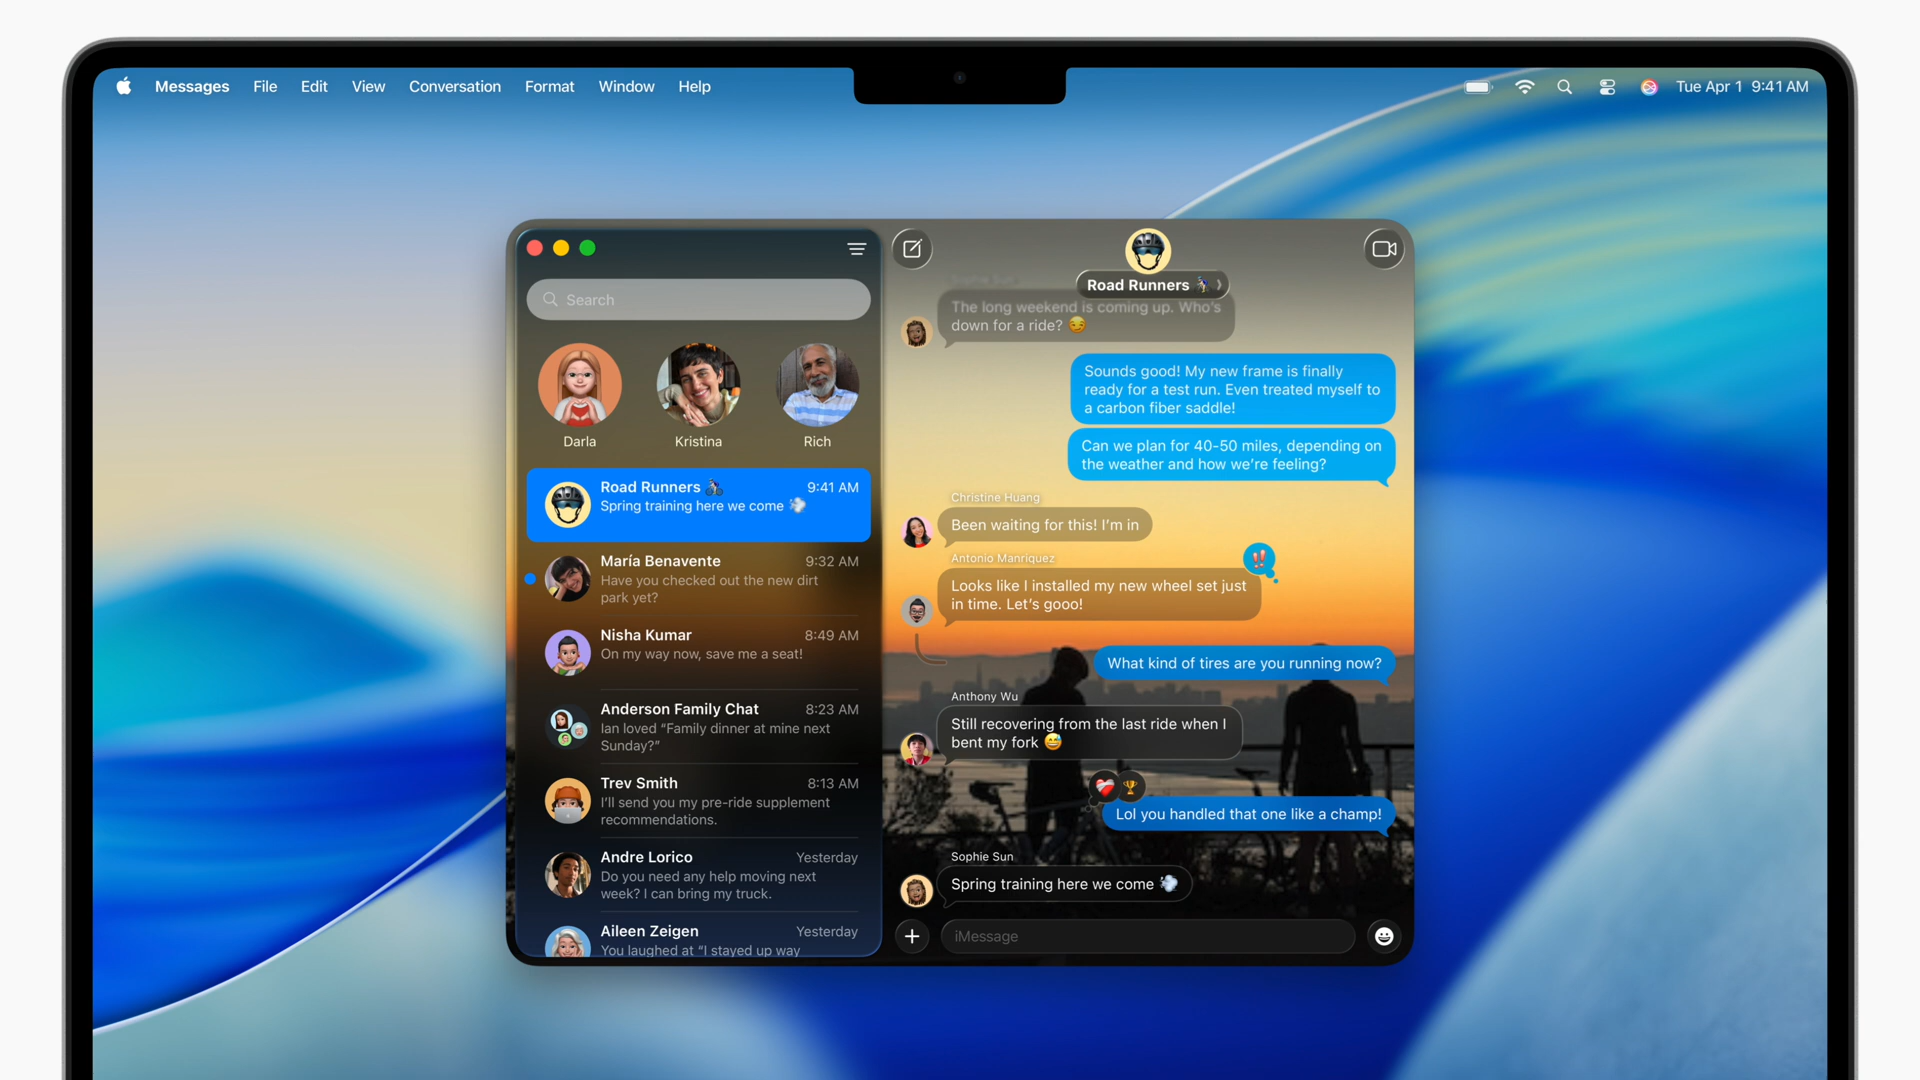 Messages File Edit View Conversation Format Window Help
Tue Apr 1 9:41 AM
Search
Darla
Kristina
Rich
Road Runners 🚴 9:41 AM
Spring training here we come 💨
María Benavente 9:32 AM
Have you checked out the new dirt
park yet?
Nisha Kumar 8:49 AM
On my way now, save me a seat!
Anderson Family Chat 8:23 AM
Ian loved “Family dinner at mine next
Sunday?”
Trev Smith 8:13 AM
I’ll send you my pre-ride supplement
recommendations.
Andre Lorico Yesterday
Do you need any help moving next
week? I can bring my truck.
Aileen Zeigen Yesterday
You laughed at “I stayed up way
Road Runners 🚴
The long weekend is coming up. Who’s
down for a ride? 😏
Sounds good! My new frame is finally
ready for a test run. Even treated myself to
a carbon fiber saddle!
Can we plan for 40-50 miles, depending on
the weather and how we’re feeling?
Christine Huang
Been waiting for this! I’m in
Antonio Manriquez
Looks like I installed my new wheel set just
in time. Let’s gooo!
What kind of tires are you running now?
Anthony Wu
Still recovering from the last ride when I
bent my fork 😅
Lol you handled that one like a champ!
Sophie Sun
Spring training here we come 💨
iMessage